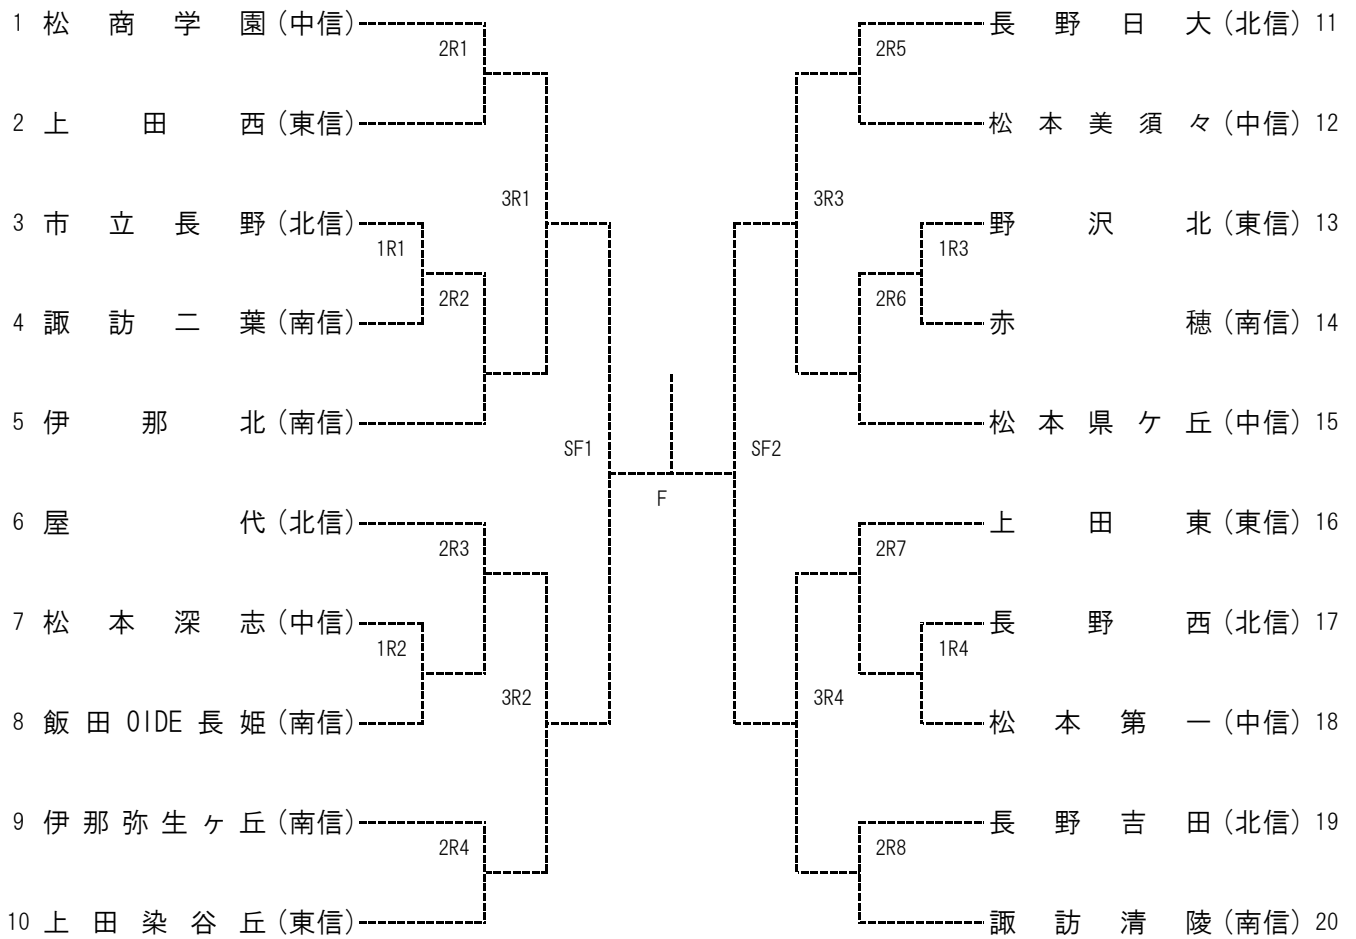 1 松商学園(中信)
2R1
2 上田西(東信)
3R1
3 市立長野(北信)
1R1
2R2
4 諏訪二葉(南信)
5 伊那北(南信)
SF1
6 屋代(北信)
2R3
7 松本深志(中信)
1R2
3R2
8 飯田OIDE長姫(南信)
9 伊那弥生ヶ丘(南信)
2R4
10 上田染谷丘(東信)
F
長野日大(北信) 11
2R5
松本美須々(中信) 12
3R3
野沢北(東信) 13
1R3
2R6
赤穂(南信) 14
松本県ケ丘(中信) 15
SF2
上田東(東信) 16
2R7
長野西(北信) 17
1R4
3R4
松本第一(中信) 18
長野吉田(北信) 19
2R8
諏訪清陵(南信) 20